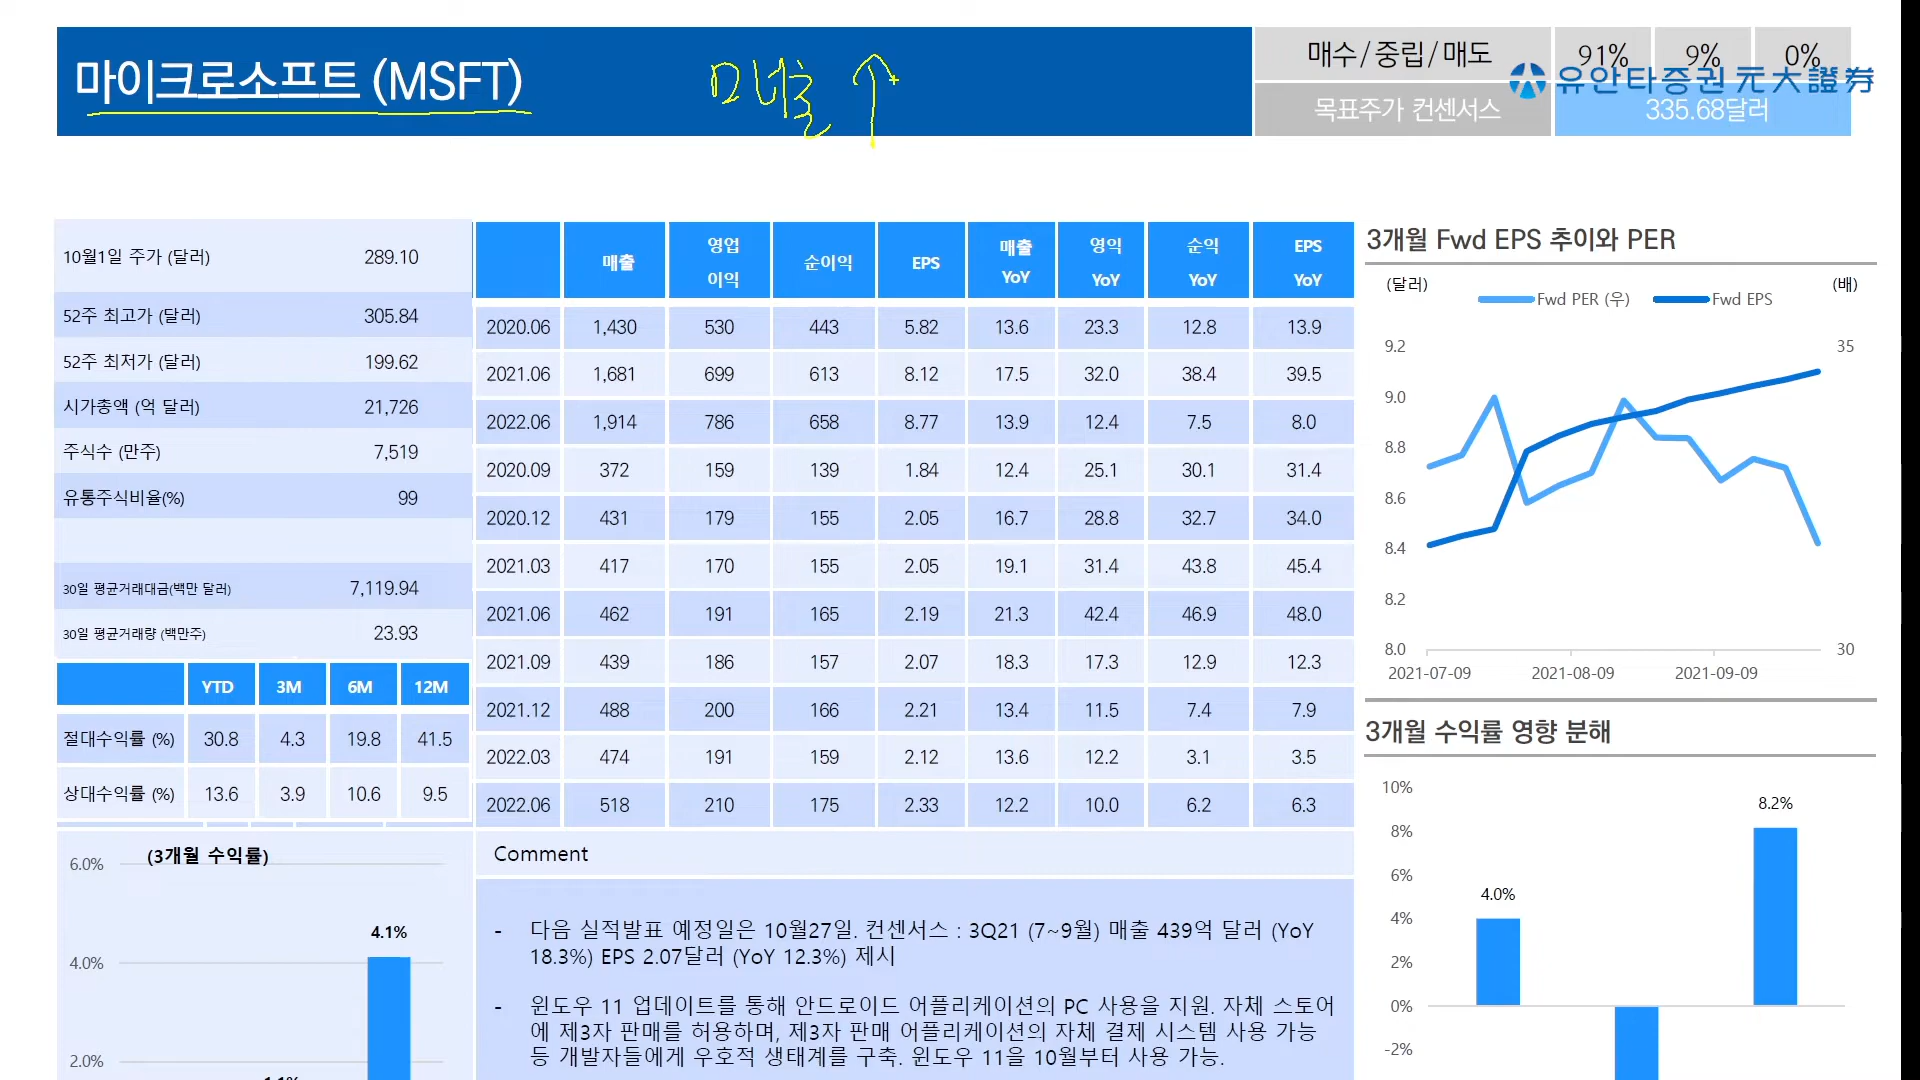 마이크로소프트 (MSFT)
매출 ↑
매수/중립/매도 91% 9% 0%
유안타증권 元大證券
목표주가 컨센서스 335.68달러
10월1일 주가 (달러) 289.10
52주 최고가 (달러) 305.84
52주 최저가 (달러) 199.62
시가총액 (억 달러) 21,726
주식수 (만주) 7,519
유통주식비율(%) 99
30일 평균거래대금(백만 달러) 7,119.94
30일 평균거래량 (백만주) 23.93
YTD 3M 6M 12M
절대수익률 (%) 30.8 4.3 19.8 41.5
상대수익률 (%) 13.6 3.9 10.6 9.5
(3개월 수익률)
6.0%
4.1%
4.0%
2.0%
매출 영업 이익 순이익 EPS 매출 YoY 영익 YoY 순익 YoY EPS YoY
2020.06 1,430 530 443 5.82 13.6 23.3 12.8 13.9
2021.06 1,681 699 613 8.12 17.5 32.0 38.4 39.5
2022.06 1,914 786 658 8.77 13.9 12.4 7.5 8.0
2020.09 372 159 139 1.84 12.4 25.1 30.1 31.4
2020.12 431 179 155 2.05 16.7 28.8 32.7 34.0
2021.03 417 170 155 2.05 19.1 31.4 43.8 45.4
2021.06 462 191 165 2.19 21.3 42.4 46.9 48.0
2021.09 439 186 157 2.07 18.3 17.3 12.9 12.3
2021.12 488 200 166 2.21 13.4 11.5 7.4 7.9
2022.03 474 191 159 2.12 13.6 12.2 3.1 3.5
2022.06 518 210 175 2.33 12.2 10.0 6.2 6.3
Comment
- 다음 실적발표 예정일은 10월27일. 컨센서스 : 3Q21 (7~9월) 매출 439억 달러 (YoY
18.3%) EPS 2.07달러 (YoY 12.3%) 제시
- 윈도우 11 업데이트를 통해 안드로이드 어플리케이션의 PC 사용을 지원. 자체 스토어
에 제3자 판매를 허용하며, 제3자 판매 어플리케이션의 자체 결제 시스템 사용 가능
등 개발자들에게 우호적 생태계를 구축. 윈도우 11을 10월부터 사용 가능.
3개월 Fwd EPS 추이와 PER
(달러) (배)
Fwd PER (우) Fwd EPS
9.2 35
9.0
8.8
8.6
8.4
8.2
8.0 30
2021-07-09 2021-08-09 2021-09-09
3개월 수익률 영향 분해
10%
8.2%
8%
6%
4.0%
4%
2%
0%
-2%